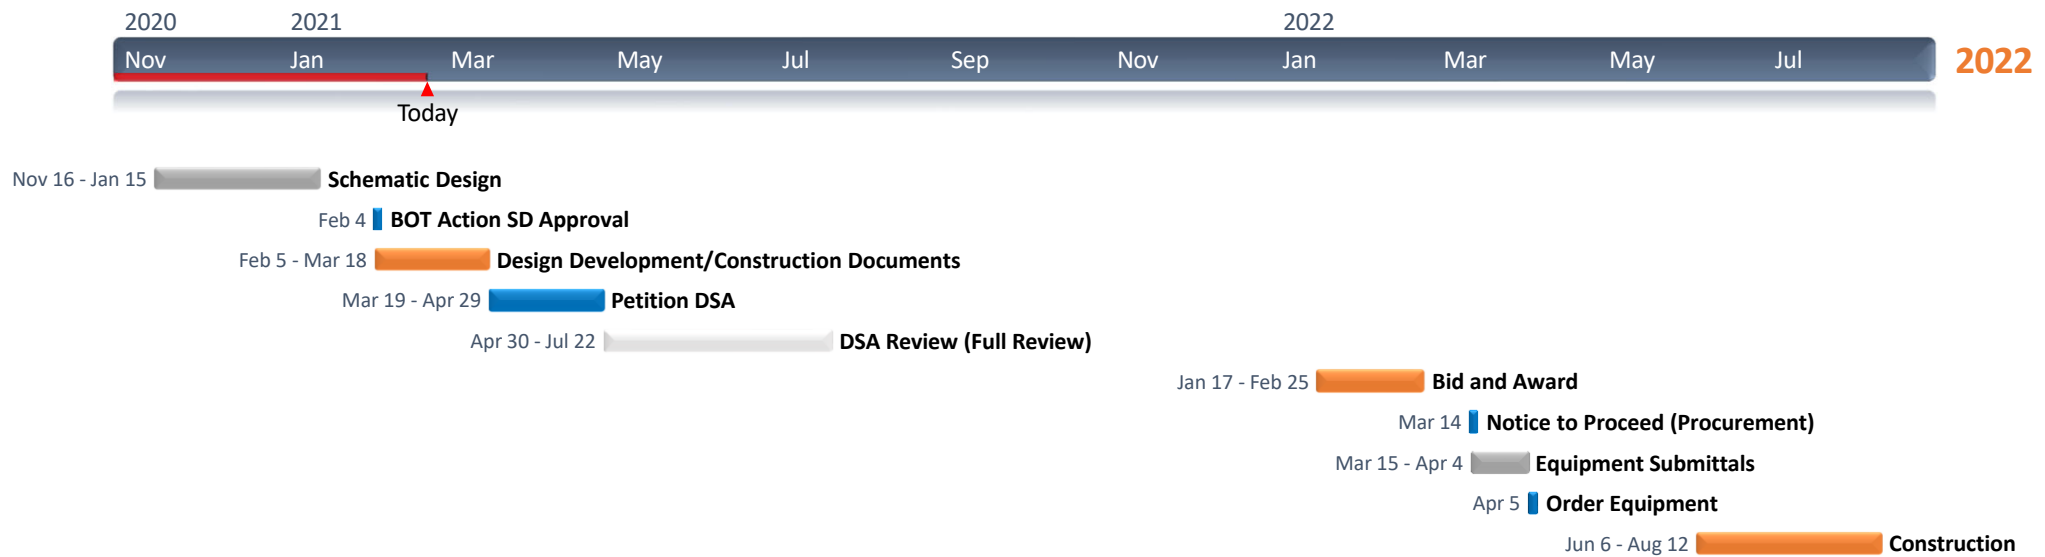 2020 2021 2022
Nov Jan Mar May Jul Sep Nov Jan Mar May Jul 2022
Today
Nov 16 - Jan 15 Schematic Design
Feb 4 BOT Action SD Approval
Feb 5 - Mar 18 Design Development/Construction Documents
Mar 19 - Apr 29 Petition DSA
Apr 30 - Jul 22 DSA Review (Full Review)
Jan 17 - Feb 25 Bid and Award
Mar 14 Notice to Proceed (Procurement)
Mar 15 - Apr 4 Equipment Submittals
Apr 5 Order Equipment
Jun 6 - Aug 12 Construction